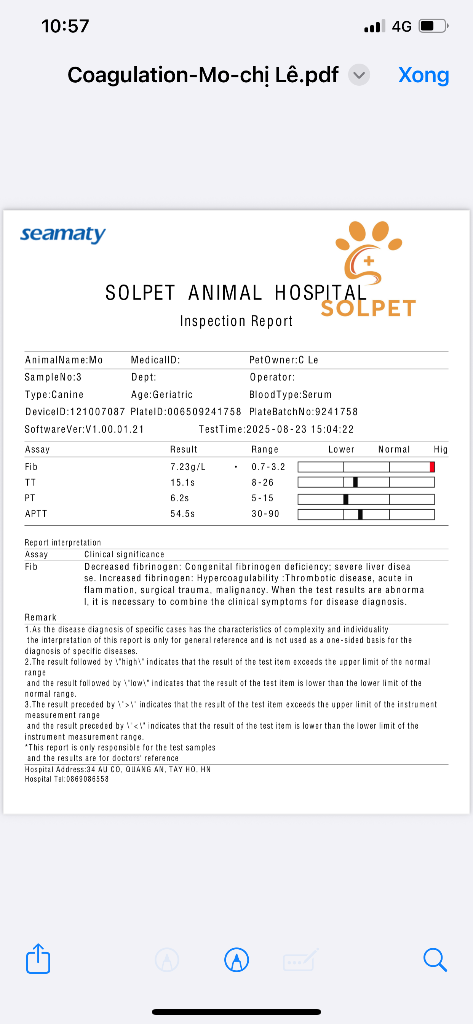 10:57
4G
Coagulation-Mo-chị Lê.pdf
Xong
seamaty
SOLPET ANIMAL HOSPITAL
SOLPET
Inspection Report
AnimalName:Mo MedicalID: PetOwner:C Le
SampleNo:3 Dept: Operator:
Type:Canine Age:Geriatric BloodType:Serum
DeviceID:121007087 PlateID:006509241758 PlateBatchNo:9241758
SoftwareVer:V1.00.01.21 TestTime:2025-08-23 15:04:22
Assay Result Range Lower Normal Hig
Fib 7.23g/L • 0.7-3.2
TT 15.1s 8-26
PT 6.2s 5-15
APTT 54.5s 30-90
Report interpretation
Assay Clinical significance
Fib Decreased fibrinogen: Congenital fibrinogen deficiency; severe liver disea
se. Increased fibrinogen: Hypercoagulability :Thrombotic disease, acute in
flammation, surgical trauma, malignancy. When the test results are abnorma
l, it is necessary to combine the clinical symptoms for disease diagnosis.
Remark
1.As the disease diagnosis of specific cases has the characteristics of complexity and individuality
the interpretation of this report is only for general reference and is not used as a one-sided basis for the
diagnosis of specific diseases.
2.The result followed by \"high\" indicates that the result of the test item exceeds the upper limit of the normal
range
and the result followed by \"low\" indicates that the result of the test item is lower than the lower limit of the
normal range.
3.The result preceded by \">\" indicates that the result of the test item exceeds the upper limit of the instrument
measurement range
and the result preceded by \"<\" indicates that the result of the test item is lower than the lower limit of the
instrument measurement range.
*This report is only responsible for the test samples
and the results are for doctors' reference
Hospital Address:34 AU CO, QUANG AN, TAY HO, HN
Hospital Tel:0869086558